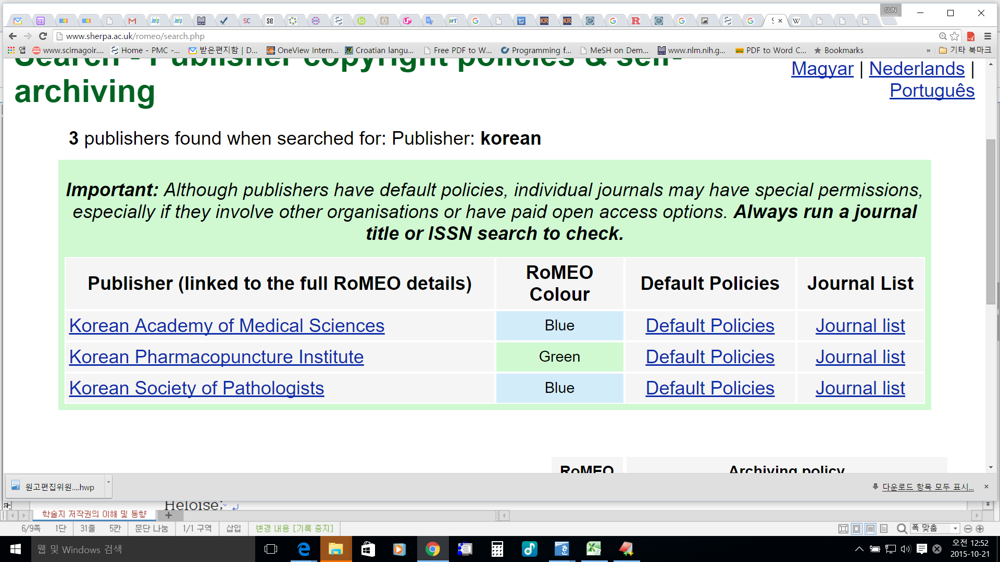 SUN
www.sherpa.ac.uk/romeo/search.php
앱 www.scimagoir.... Home - PMC -... 받은편지함 | D... OneView Intern... Croatian langu... Free PDF to W... Programming f... MeSH on Dem... www.nlm.nih.g... PDF to Word C... Bookmarks » 기타 북마크
Search - Publisher copyright policies & self-
archiving
Magyar | Nederlands |
Português
3 publishers found when searched for: Publisher: korean
Important: Although publishers have default policies, individual journals may have special permissions,
especially if they involve other organisations or have paid open access options. Always run a journal
title or ISSN search to check.
Publisher (linked to the full RoMEO details) RoMEO Colour Default Policies Journal List
Korean Academy of Medical Sciences Blue Default Policies Journal list
Korean Pharmacopuncture Institute Green Default Policies Journal list
Korean Society of Pathologists Blue Default Policies Journal list
RoMEO Archiving policy
원고편집위원....hwp
다운로드 항목 모두 표시...
Heloise;
학술지 저작권의 이해 및 동향
6/9쪽 1단 31줄 5칸 문단 나눔 1/1 구역 삽입 변경 내용 [기록 중지] 폭 맞춤
웹 및 Windows 검색
오전 12:52
2015-10-21